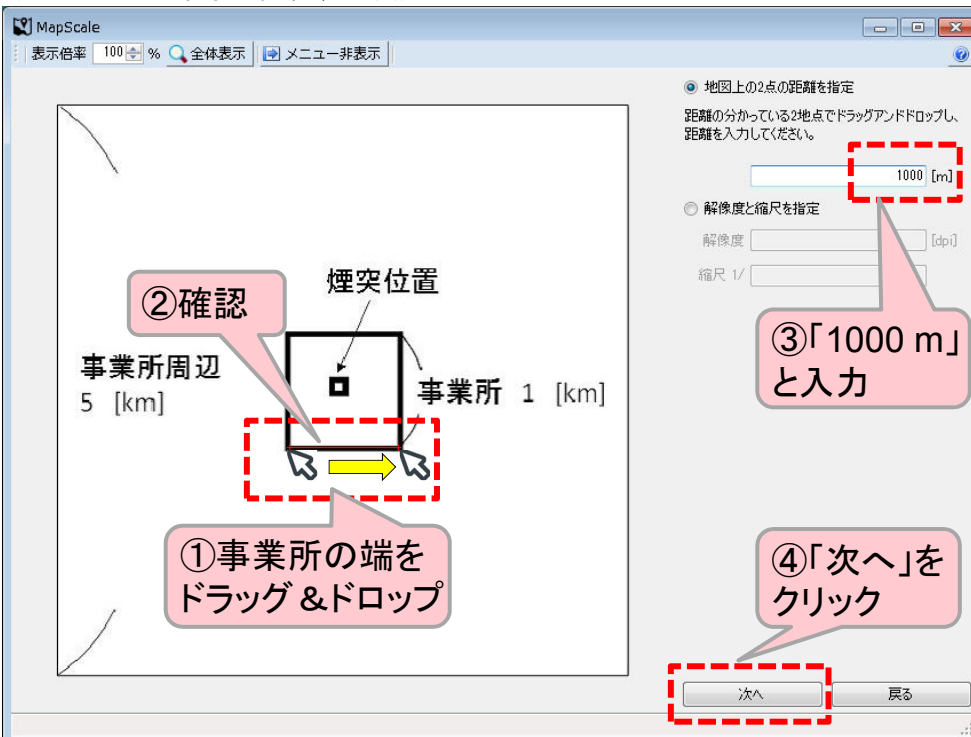 MapScale
表示倍率 100 % 全体表示 メニュー非表示
地図上の2点の距離を指定
距離の分かっている2地点でドラッグアンドドロップし、
距離を入力してください。
1000 [m]
解像度と縮尺を指定
解像度 [dpi]
縮尺 1/
煙突位置
②確認
事業所周辺
5 [km]
事業所 1 [km]
③「1000 m」
と入力
①事業所の端を
ドラッグ &ドロップ
④「次へ」を
クリック
次へ
戻る